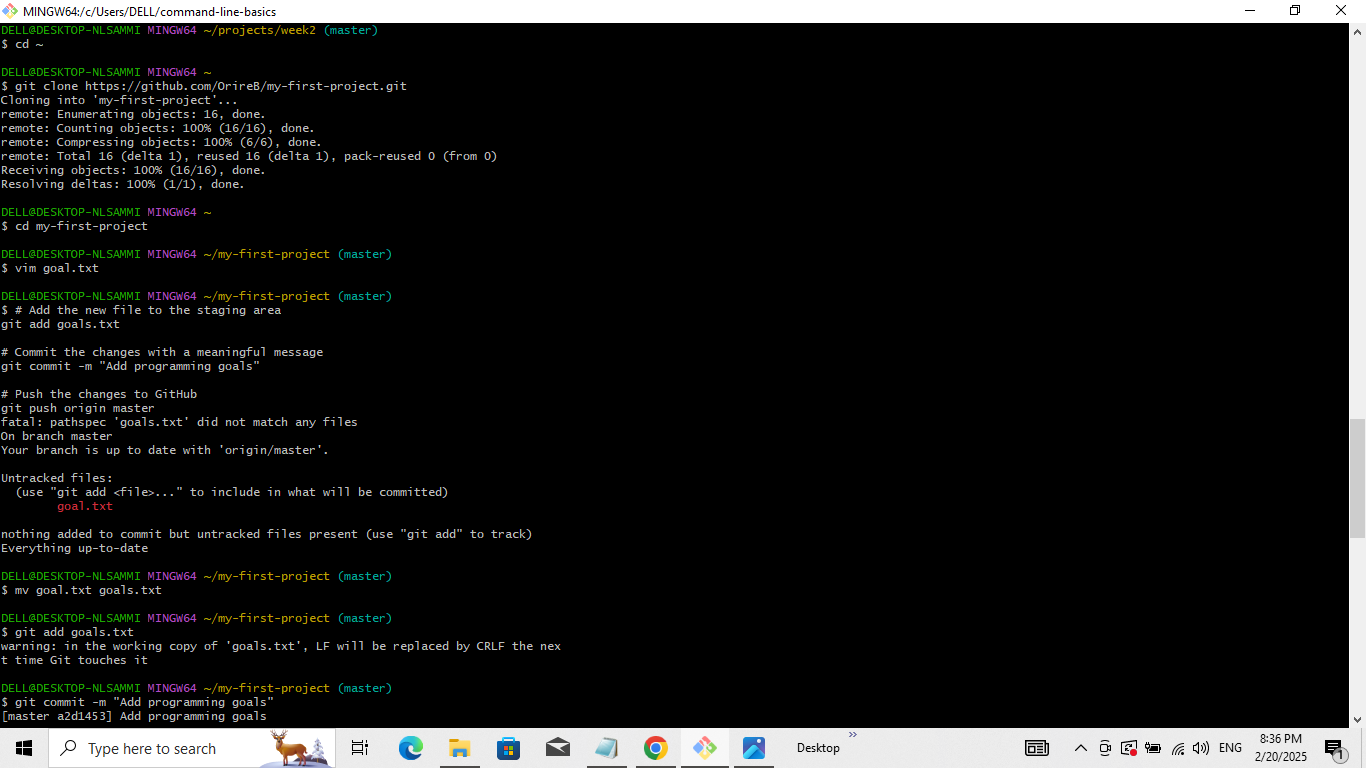 MINGW64:/c/Users/DELL/command-line-basics
DELL@DESKTOP-NLSAMMI MINGW64 ~/projects/week2 (master)
$ cd ~
DELL@DESKTOP-NLSAMMI MINGW64 ~
$ git clone https://github.com/OrireB/my-first-project.git
Cloning into 'my-first-project'...
remote: Enumerating objects: 16, done.
remote: Counting objects: 100% (16/16), done.
remote: Compressing objects: 100% (6/6), done.
remote: Total 16 (delta 1), reused 16 (delta 1), pack-reused 0 (from 0)
Receiving objects: 100% (16/16), done.
Resolving deltas: 100% (1/1), done.
DELL@DESKTOP-NLSAMMI MINGW64 ~
$ cd my-first-project
DELL@DESKTOP-NLSAMMI MINGW64 ~/my-first-project (master)
$ vim goal.txt
DELL@DESKTOP-NLSAMMI MINGW64 ~/my-first-project (master)
$ # Add the new file to the staging area
git add goals.txt
# Commit the changes with a meaningful message
git commit -m "Add programming goals"
# Push the changes to GitHub
git push origin master
fatal: pathspec 'goals.txt' did not match any files
On branch master
Your branch is up to date with 'origin/master'.
Untracked files:
(use "git add <file>..." to include in what will be committed)
goal.txt
nothing added to commit but untracked files present (use "git add" to track)
Everything up-to-date
DELL@DESKTOP-NLSAMMI MINGW64 ~/my-first-project (master)
$ mv goal.txt goals.txt
DELL@DESKTOP-NLSAMMI MINGW64 ~/my-first-project (master)
$ git add goals.txt
warning: in the working copy of 'goals.txt', LF will be replaced by CRLF the nex
t time Git touches it
DELL@DESKTOP-NLSAMMI MINGW64 ~/my-first-project (master)
$ git commit -m "Add programming goals"
[master a2d1453] Add programming goals
Type here to search
Desktop
ENG
8:36 PM
2/20/2025
1